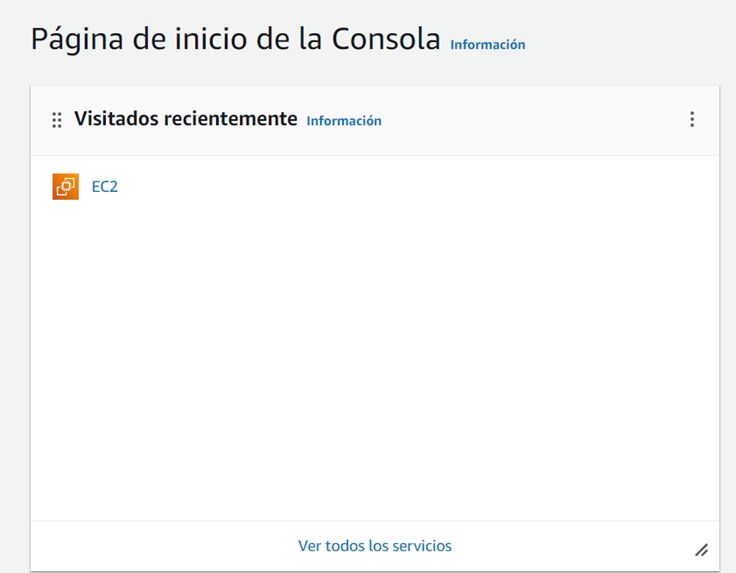 Página de inicio de la Consola Información
Visitados recientemente Información
EC2
Ver todos los servicios